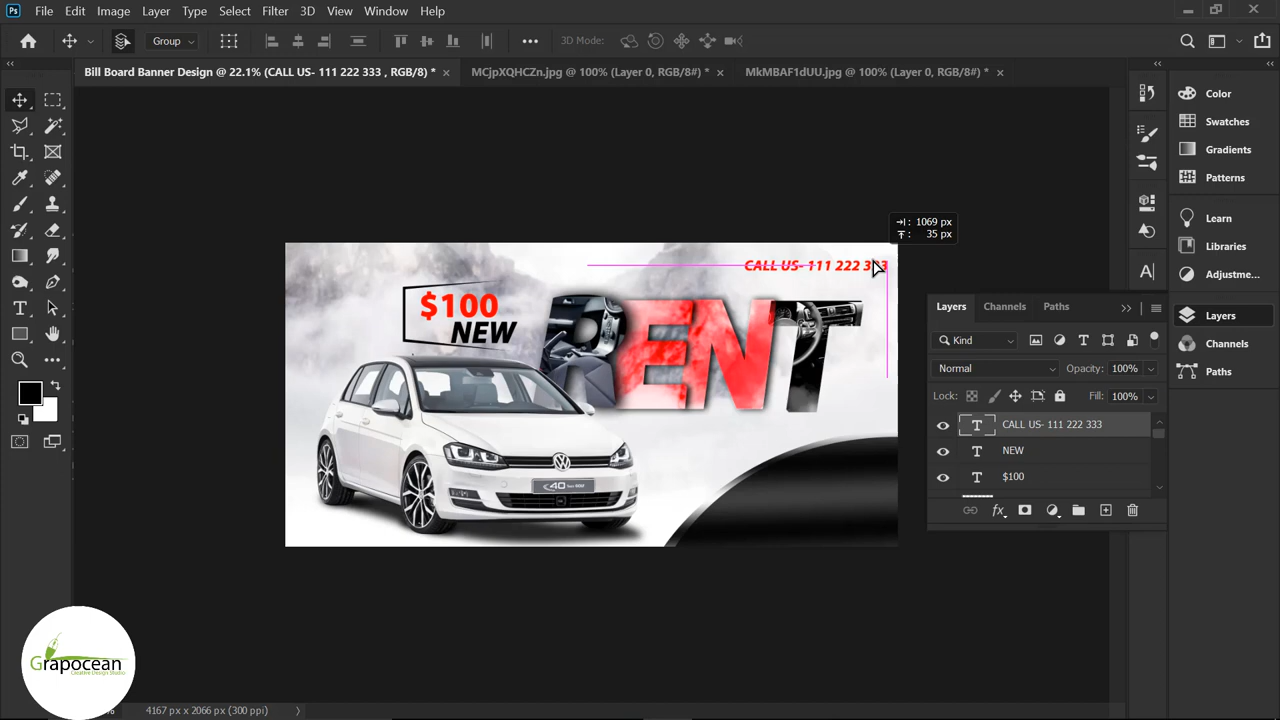 Ps File Edit Image Layer Type Select Filter 3D View Window Help
Group 3D Mode:
Bill Board Banner Design @ 22.1% (CALL US- 111 222 333 , RGB/8) * × MCjpXQHCZn.jpg @ 100% (Layer 0, RGB/8#) * × MkMBAF1dUU.jpg @ 100% (Layer 0, RGB/8#) * ×
Color
Swatches
Gradients
Patterns
Learn
Libraries
Adjustme...
Layers
Channels
Paths
1069 px
35 px
CALL US- 111 222 333
$100
NEW
RENT
Layers Channels Paths
Kind
Normal Opacity: 100%
Lock: Fill: 100%
CALL US- 111 222 333
NEW
$100
Grapocean
Creative Design Studio
4167 px x 2066 px (300 ppi)